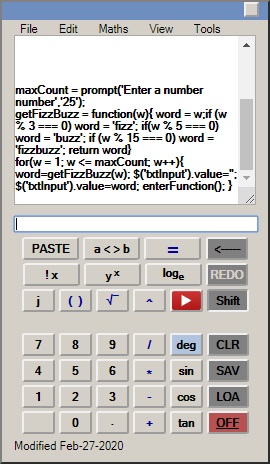 File Edit Maths View Tools
maxCount = prompt('Enter a number
number','25');
getFizzBuzz = function(w){ word = w;if (w
% 3 === 0) word = 'fizz'; if(w % 5 === 0)
word = 'buzz'; if (w % 15 === 0) word =
'fizzbuzz'; return word}
for(w = 1; w <= maxCount; w++){
word=getFizzBuzz(w); $('txtInput').value='';
$('txtInput').value=word; enterFunction(); }
PASTE a < > b = <-----
! x y x log e READ
j ( ) √ ^ ▶ Shift
7 8 9 / deg CLR
4 5 6 * sin SAV
1 2 3 - cos LOA
0 . + tan OFF
Modified Feb-27-2020